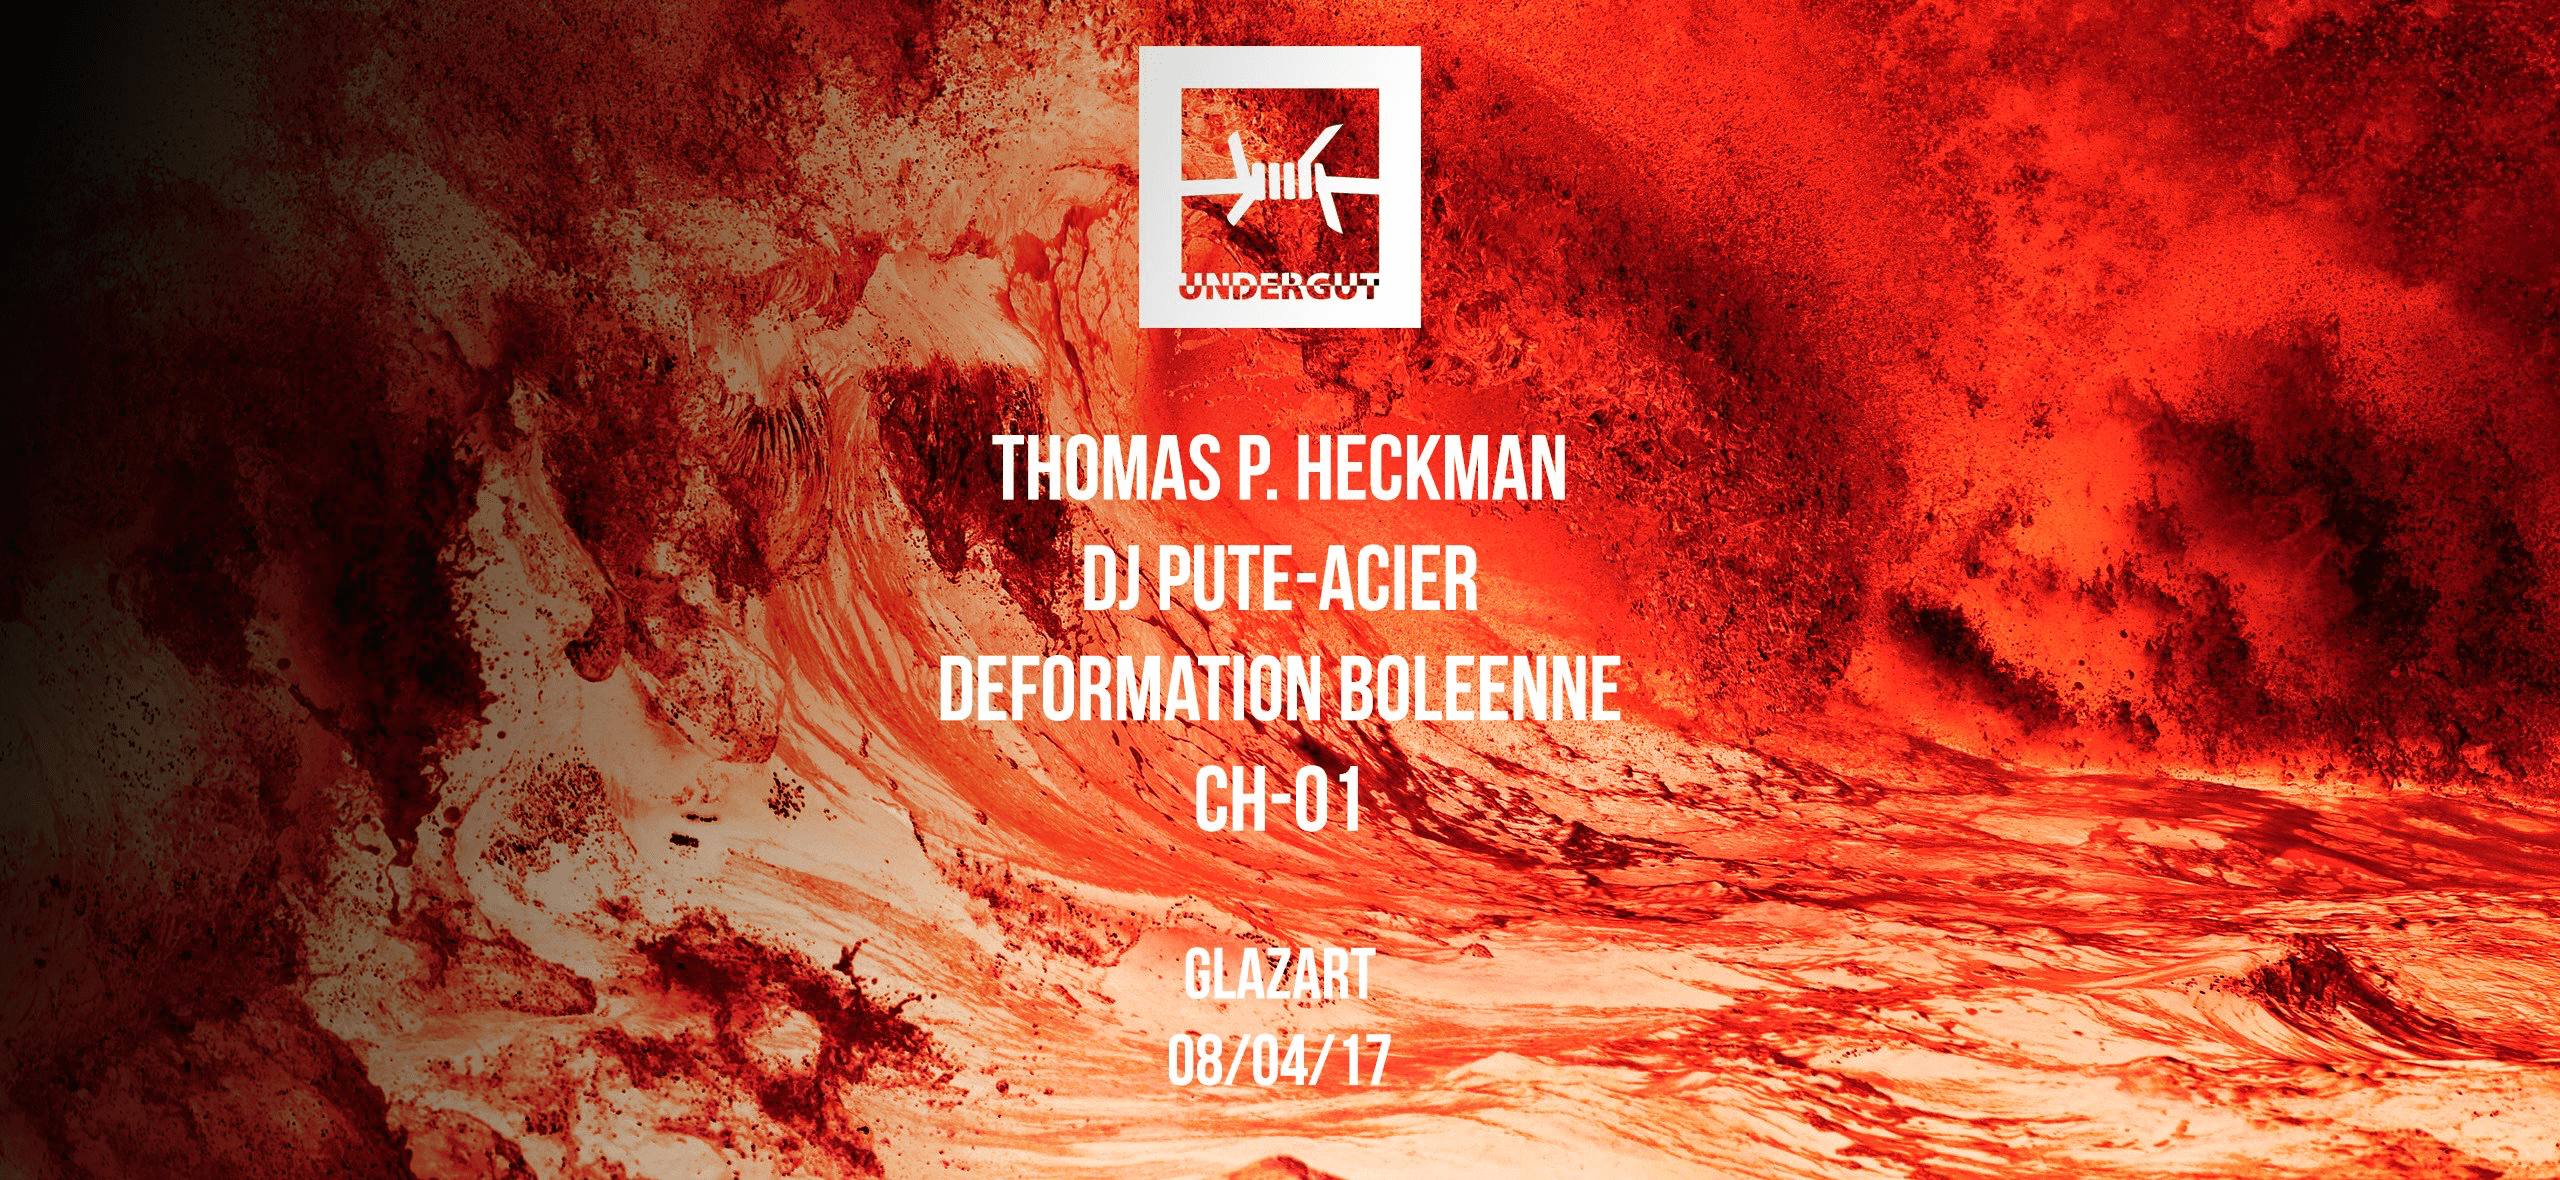 UNDERGUT
THOMAS P. HECKMAN
DJ PUTE-ACIER
DEFORMATION BOLEENNE
CH-01
GLAZART
08/04/17